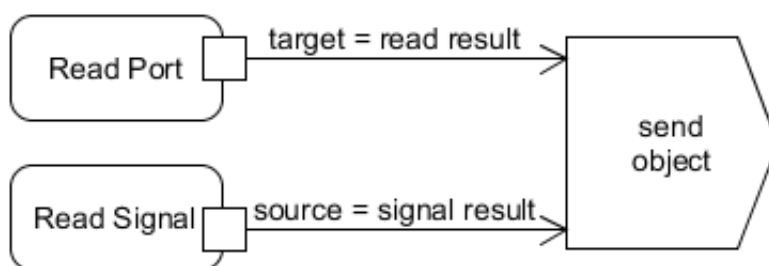 Read Port
target = read result
send
object
Read Signal
source = signal result